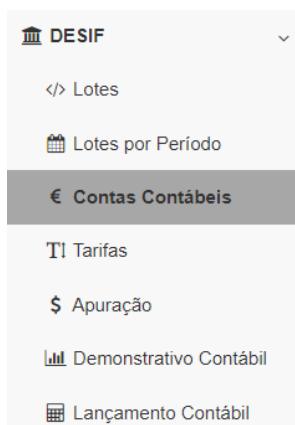 DESIF
Lotes
Lotes por Período
Contas Contábeis
Tarifas
Apuração
Demonstrativo Contábil
Lançamento Contábil